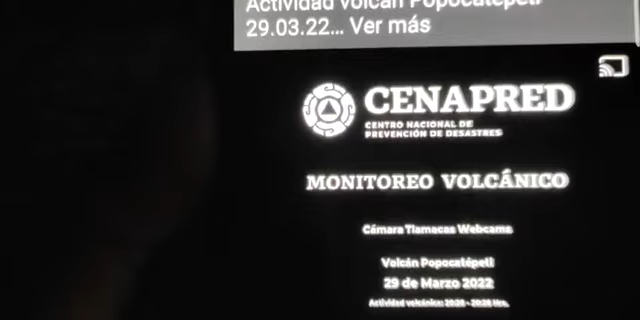 Actividad volcán Popocatépetl
29.03.22... Ver más
CENAPRED
CENTRO NACIONAL DE
PREVENCIÓN DE DESASTRES
MONITOREO VOLCÁNICO
Cámara Tlamacas Webcams
Volcán Popocatépetl
29 de Marzo 2022
Actividad volcánica: